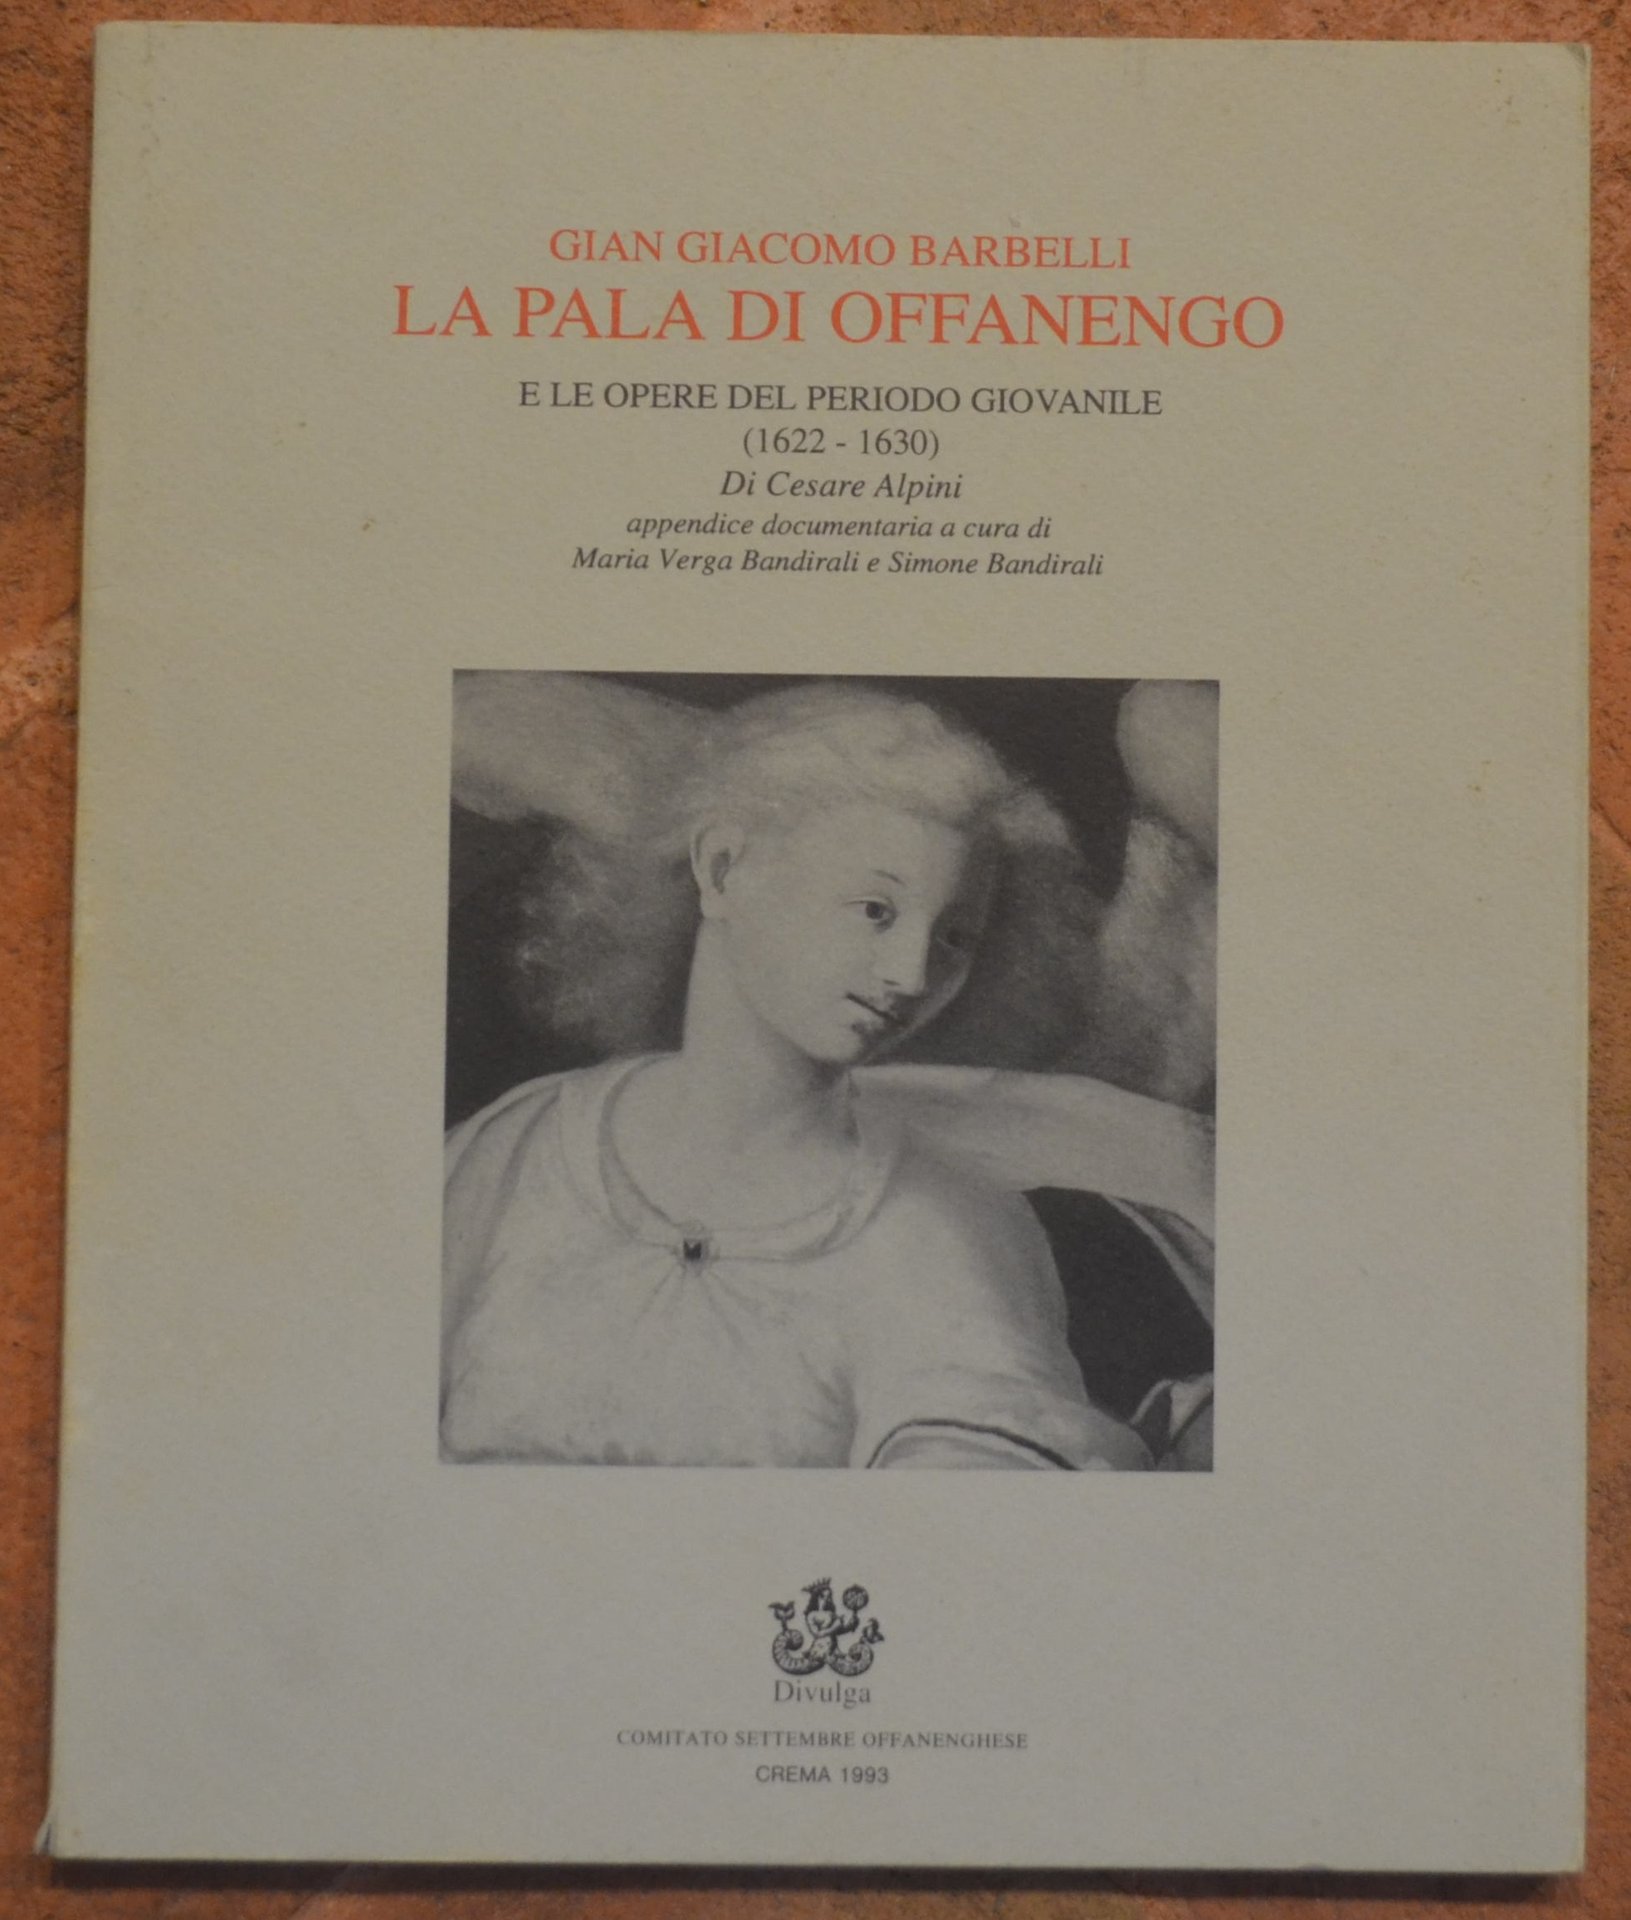 GIAN GIACOMO BARBELLI
LA PALA DI OFFANENGO
E LE OPERE DEL PERIODO GIOVANILE
(1622 - 1630)
Di Cesare Alpini
appendice documentaria a cura di
Maria Verga Bandirali e Simone Bandirali
Divulga
COMITATO SETTEMBRE OFFANENGHESE
CREMA 1993